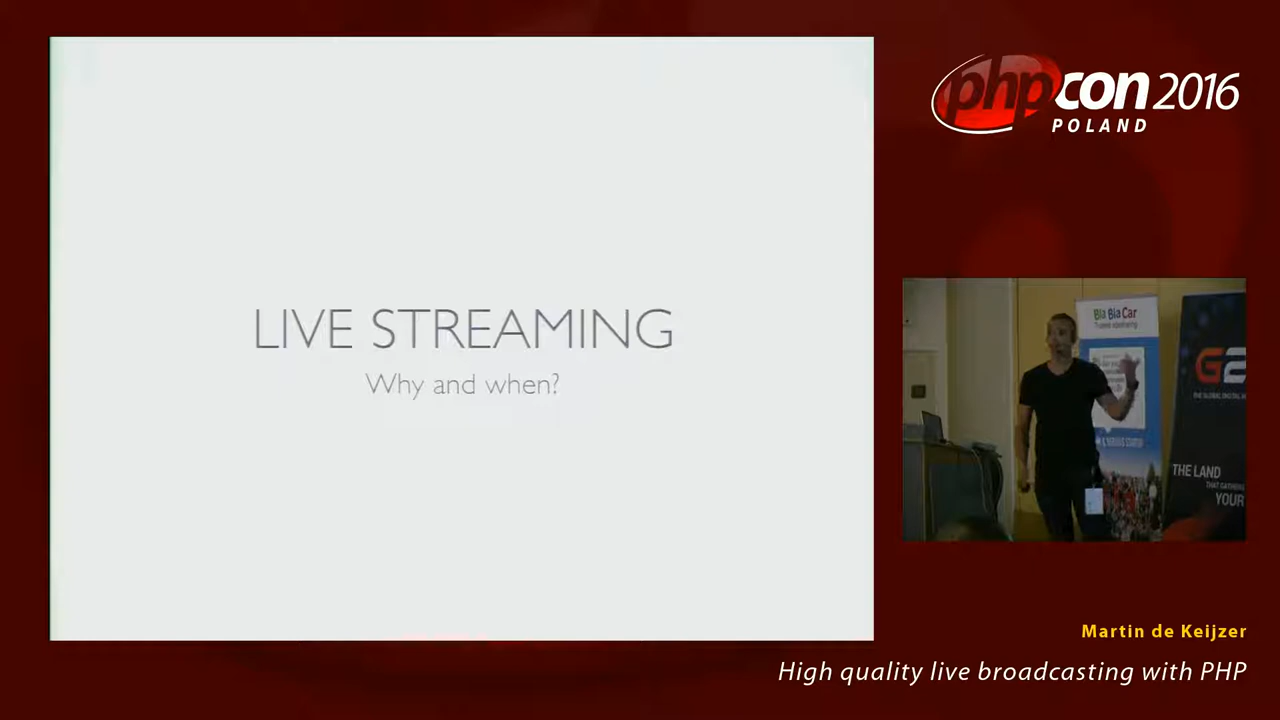 LIVE STREAMING
Why and when?
phpcon 2016
POLAND
Bla Bla Car
G2
THE LAND
YOUR
Martin de Keijzer
High quality live broadcasting with PHP